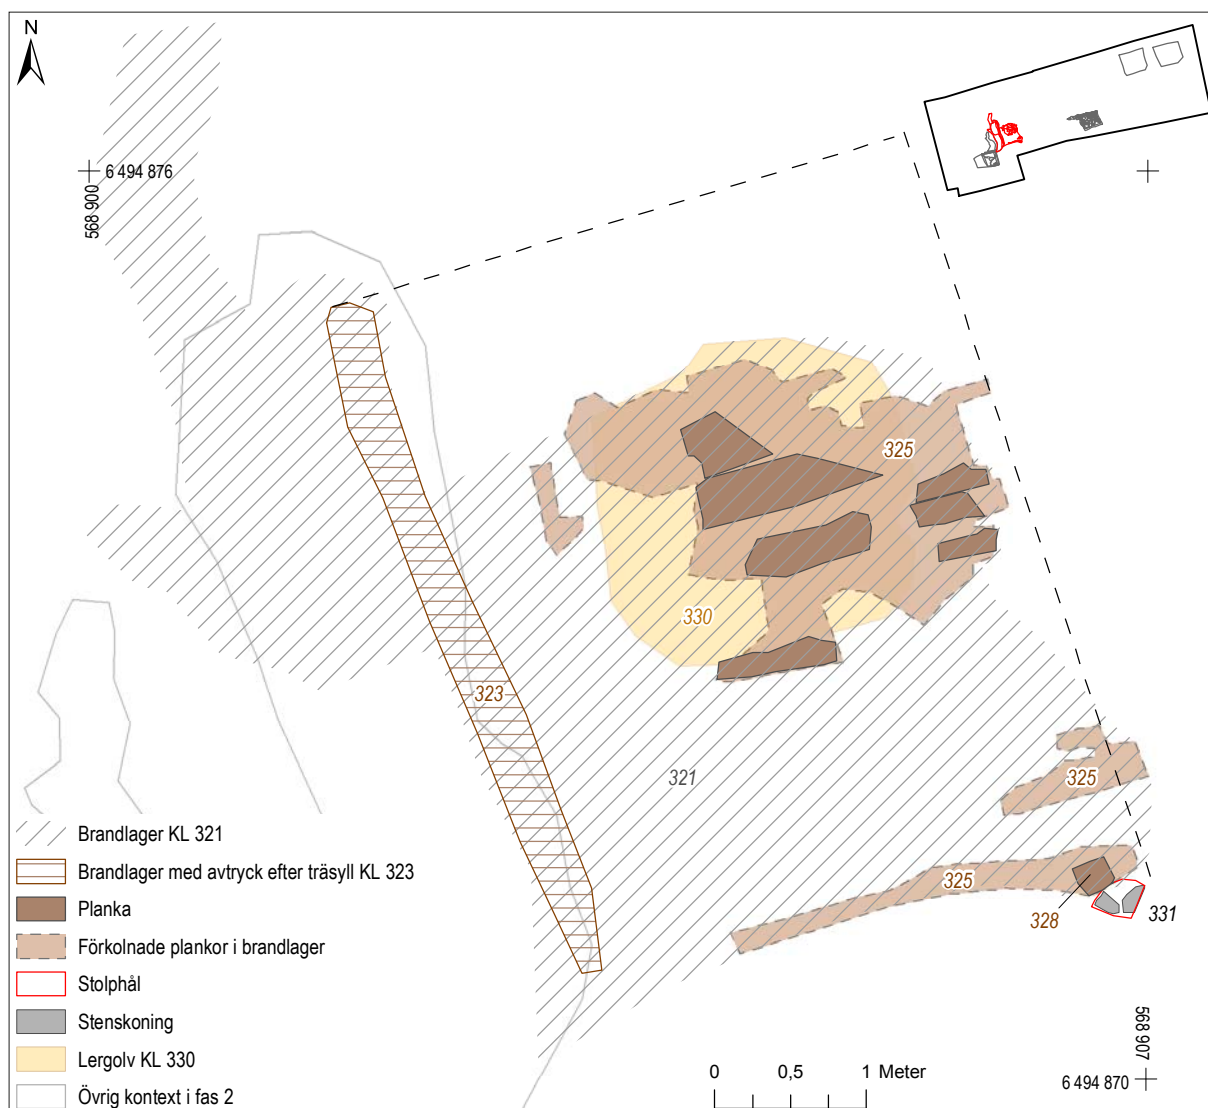 N
6 494 876
568 900
325
330
323
321
325
325
328
331
Brandlager KL 321
Brandlager med avtryck efter träsyll KL 323
Planka
Förkolnade plankor i brandlager
Stolphål
Stenskoning
Lergolv KL 330
Övrig kontext i fas 2
0 0,5 1 Meter
568 907
6 494 870